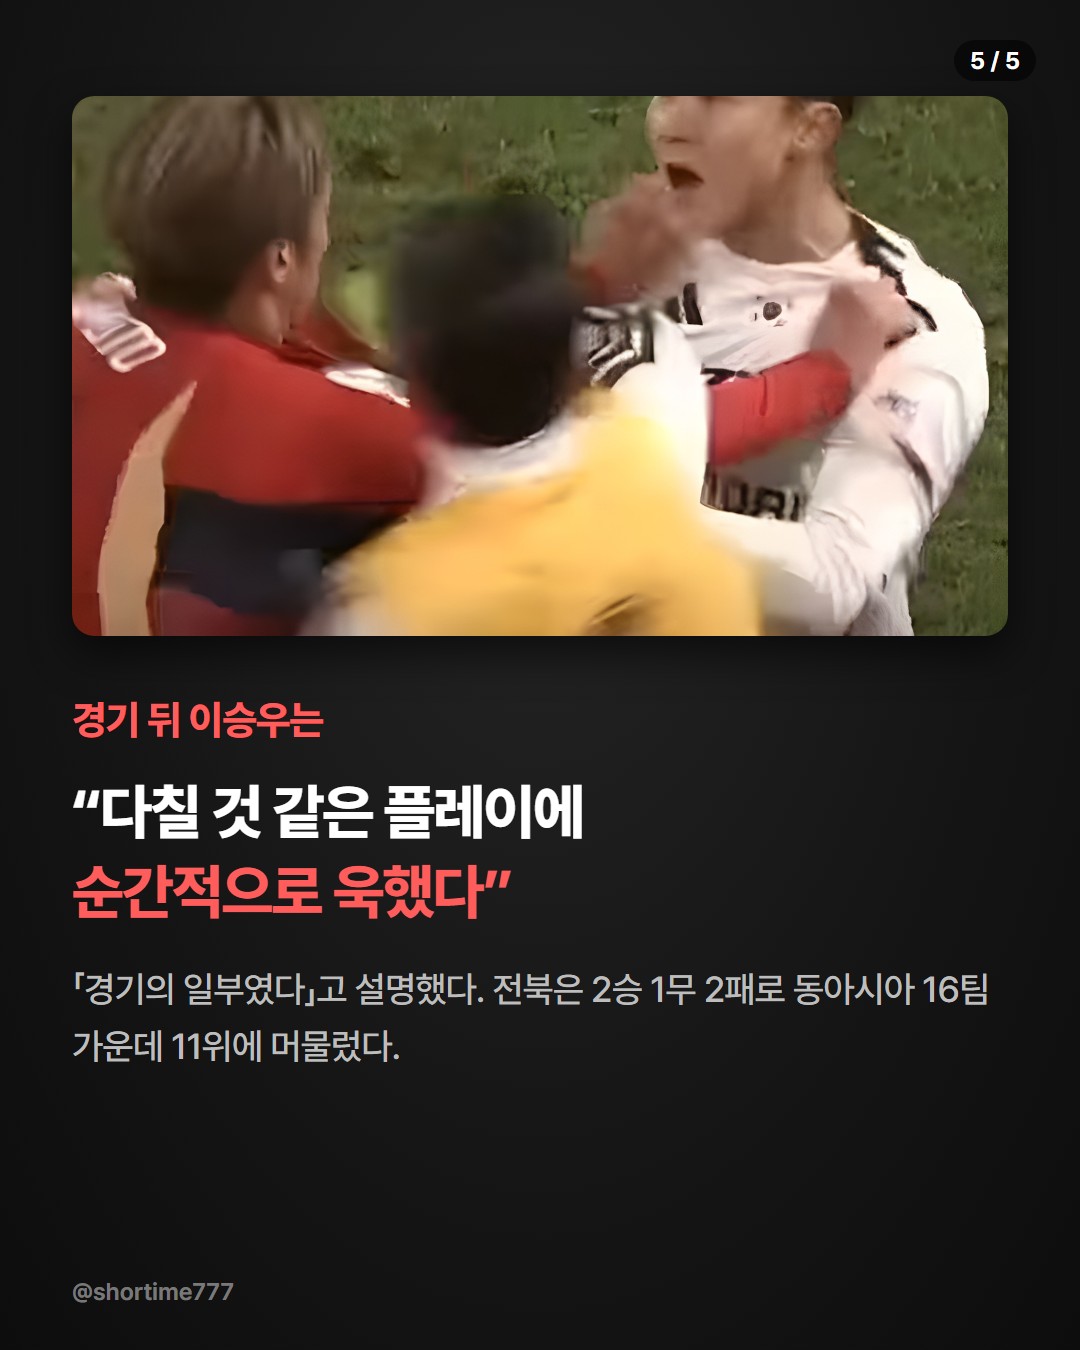 5 / 5
경기 뒤 이승우는
“다칠 것 같은 플레이에
순간적으로 욱했다”
「경기의 일부였다」고 설명했다. 전북은 2승 1무 2패로 동아시아 16팀
가운데 11위에 머물렀다.
@shortime777